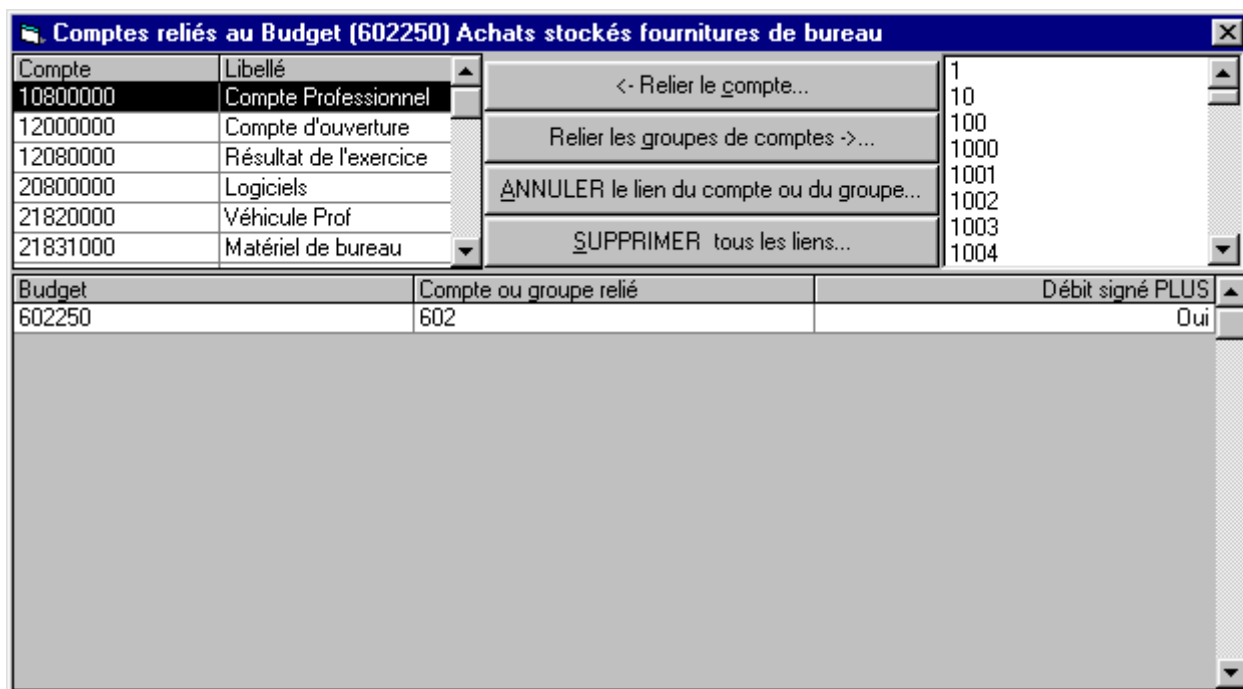 Comptes reliés au Budget (602250) Achats stockés fournitures de bureau
Compte Libellé
10800000 Compte Professionnel
12000000 Compte d'ouverture
12080000 Résultat de l'exercice
20800000 Logiciels
21820000 Véhicule Prof
21831000 Matériel de bureau
<- Relier le compte...
Relier les groupes de comptes ->...
ANNULER le lien du compte ou du groupe...
SUPPRIMER tous les liens...
1
10
100
1000
1001
1002
1003
1004
Budget Compte ou groupe relié Débit signé PLUS
602250 602 Oui